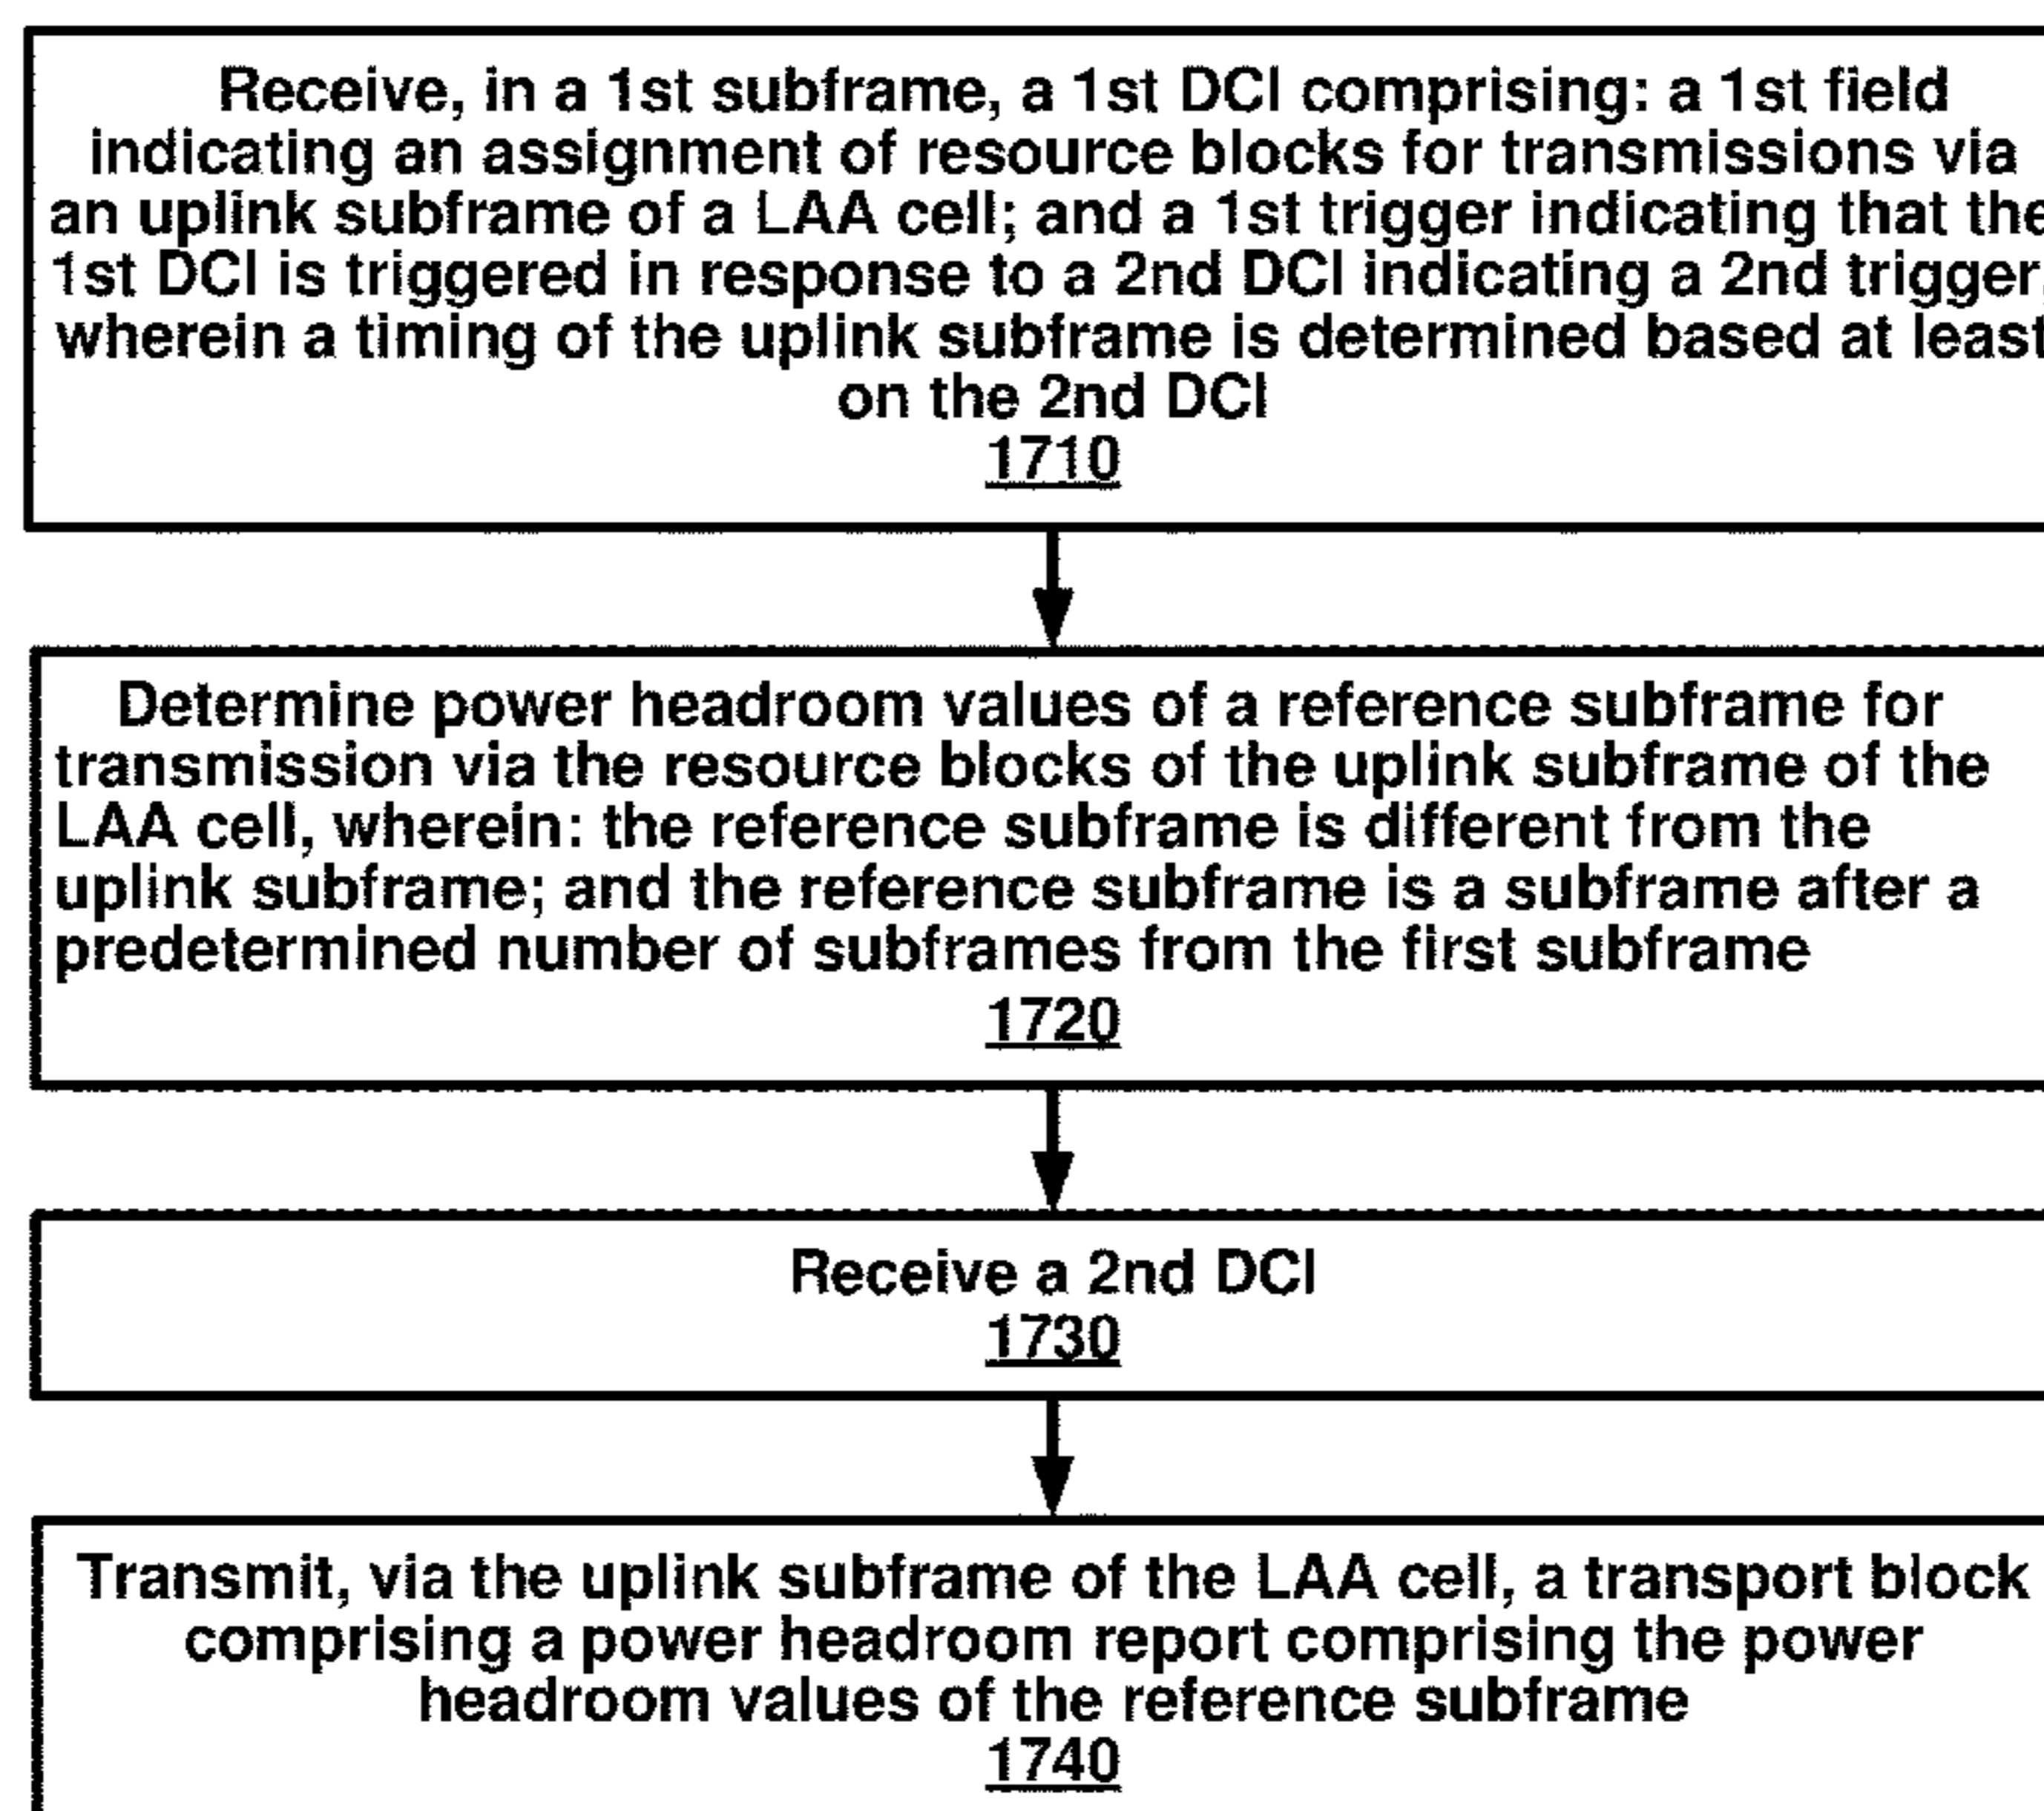 Receive, in a 1st subframe, a 1st DCI comprising: a 1st field
indicating an assignment of resource blocks for transmissions via
an uplink subframe of a LAA cell; and a 1st trigger indicating that the
1st DCI is triggered in response to a 2nd DCI indicating a 2nd trigger,
wherein a timing of the uplink subframe is determined based at least
on the 2nd DCI
1710
Determine power headroom values of a reference subframe for
transmission via the resource blocks of the uplink subframe of the
LAA cell, wherein: the reference subframe is different from the
uplink subframe; and the reference subframe is a subframe after a
predetermined number of subframes from the first subframe
1720
Receive a 2nd DCI
1730
Transmit, via the uplink subframe of the LAA cell, a transport block
comprising a power headroom report comprising the power
headroom values of the reference subframe
1740